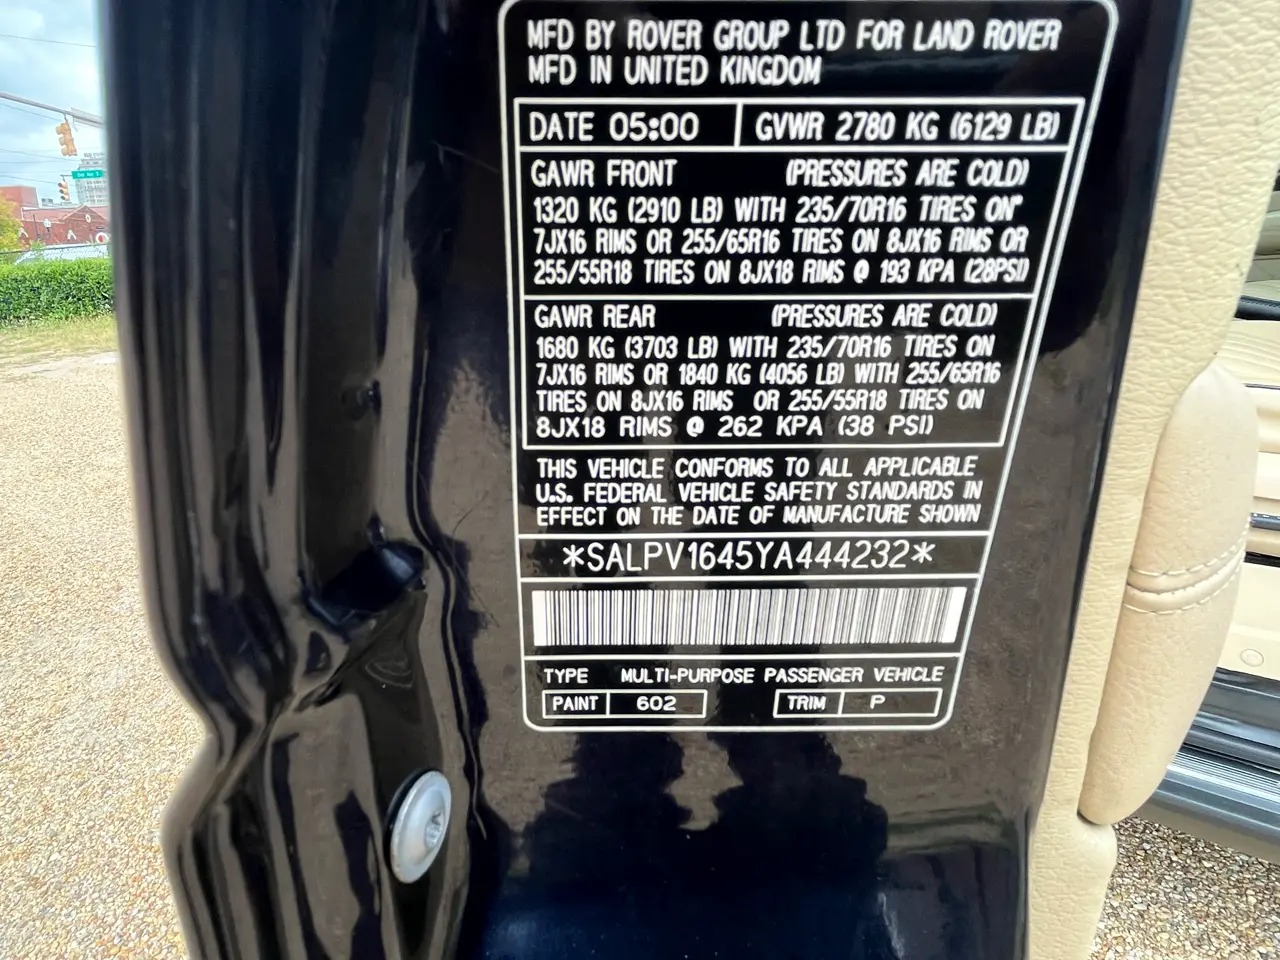 MFD BY ROVER GROUP LTD FOR LAND ROVER
MFD IN UNITED KINGDOM
DATE 05:00 GVWR 2780 KG (6129 LB)
GAWR FRONT (PRESSURES ARE COLD)
1320 KG (2910 LB) WITH 235/70R16 TIRES ON
7JX16 RIMS OR 255/65R16 TIRES ON 8JX16 RIMS OR
255/55R18 TIRES ON 8JX18 RIMS @ 193 KPA (28PSI)
GAWR REAR (PRESSURES ARE COLD)
1680 KG (3703 LB) WITH 235/70R16 TIRES ON
7JX16 RIMS OR 1840 KG (4056 LB) WITH 255/65R16
TIRES ON 8JX16 RIMS OR 255/55R18 TIRES ON
8JX18 RIMS @ 262 KPA (38 PSI)
THIS VEHICLE CONFORMS TO ALL APPLICABLE
U.S. FEDERAL VEHICLE SAFETY STANDARDS IN
EFFECT ON THE DATE OF MANUFACTURE SHOWN
*SALPV1645YA444232*
TYPE MULTI-PURPOSE PASSENGER VEHICLE
PAINT 602 TRIM P